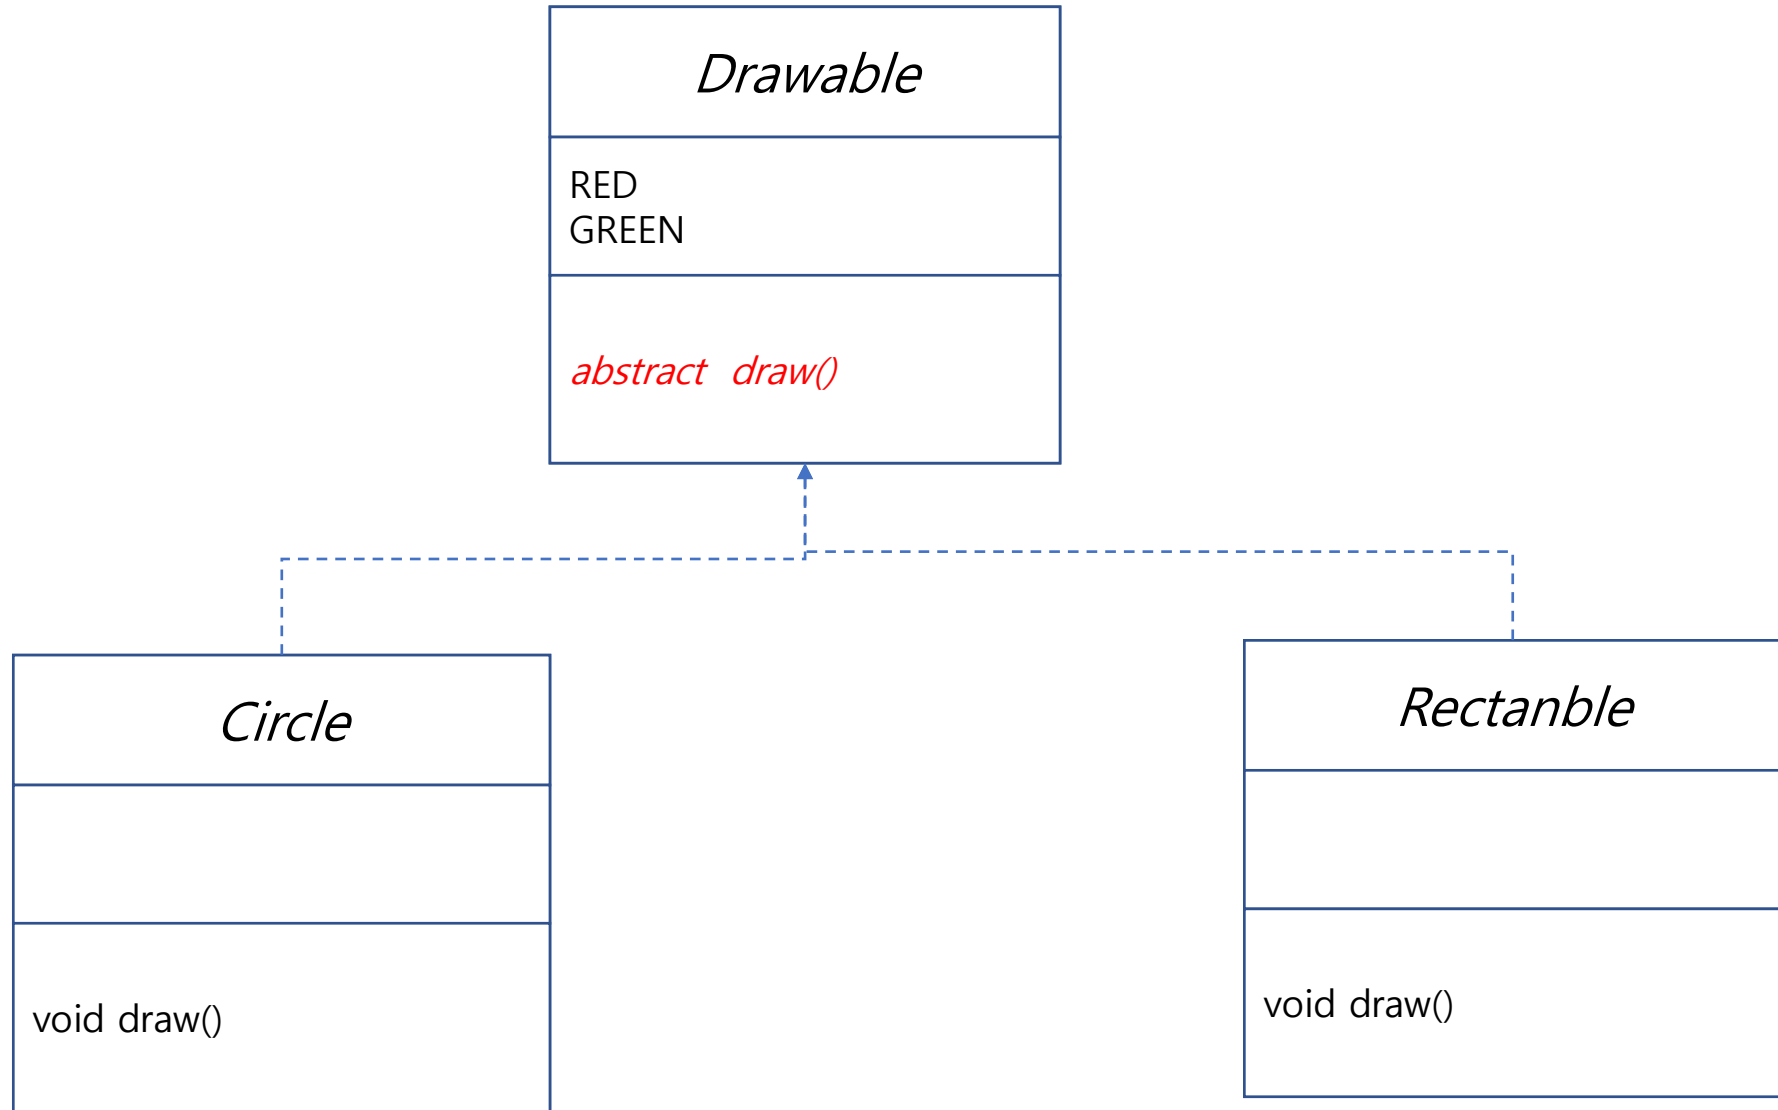 Drawable
RED
GREEN
abstract draw()
Circle
void draw()
Rectanble
void draw()